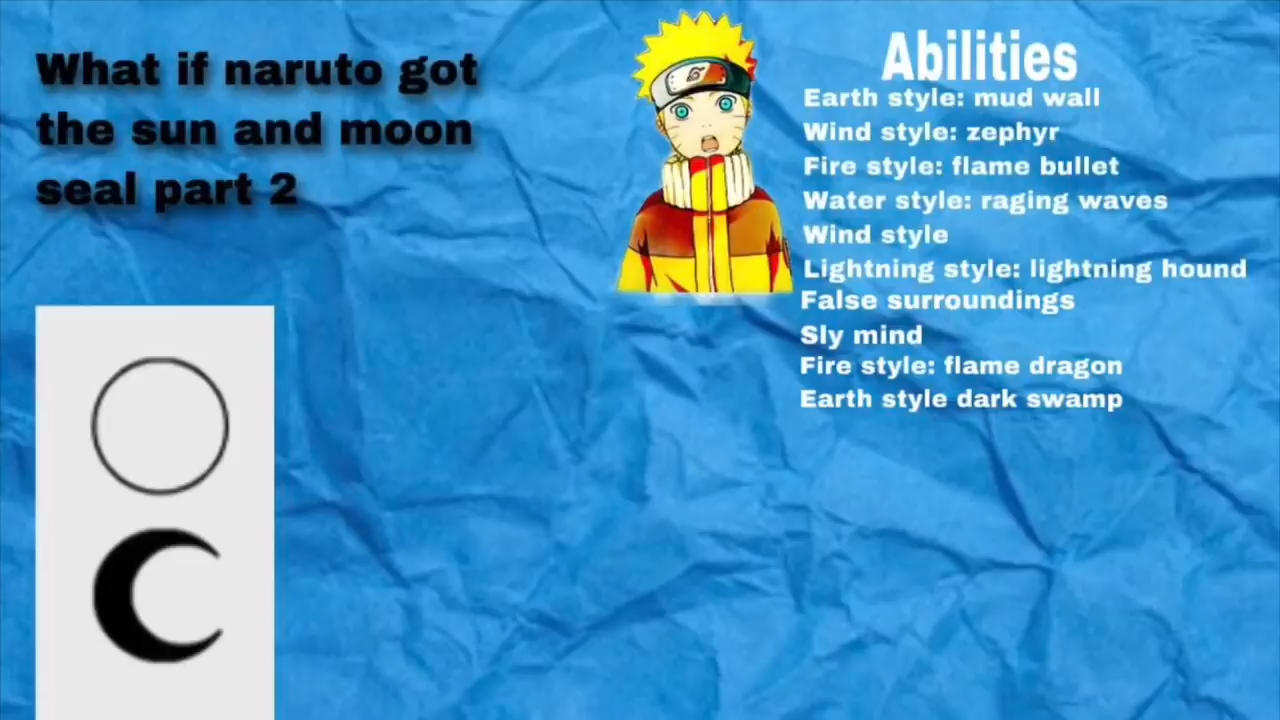 What if naruto got
the sun and moon
seal part 2
Abilities
Earth style: mud wall
Wind style: zephyr
Fire style: flame bullet
Water style: raging waves
Wind style
Lightning style: lightning hound
False surroundings
Sly mind
Fire style: flame dragon
Earth style dark swamp